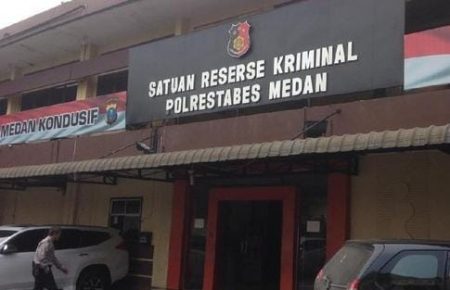 SATUAN RESERSE KRIMINAL
POLRESTABES MEDAN
MEDAN KONDUSIF